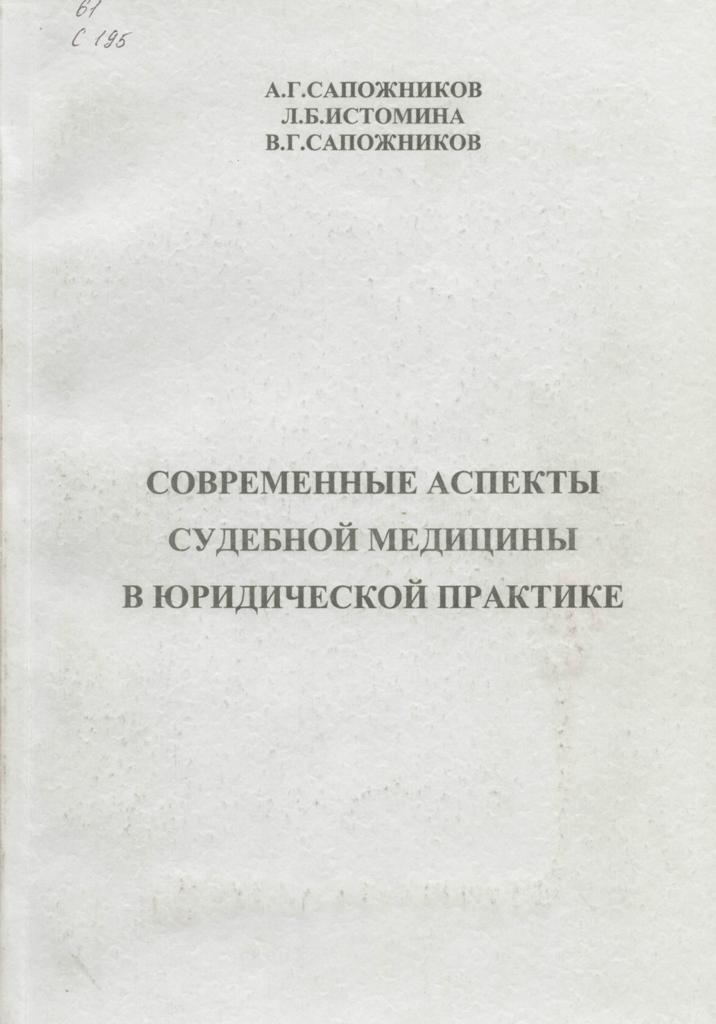 61
С 195
А.Г.САПОЖНИКОВ
Л.Б.ИСТОМИНА
В.Г.САПОЖНИКОВ
СОВРЕМЕННЫЕ АСПЕКТЫ
СУДЕБНОЙ МЕДИЦИНЫ
В ЮРИДИЧЕСКОЙ ПРАКТИКЕ